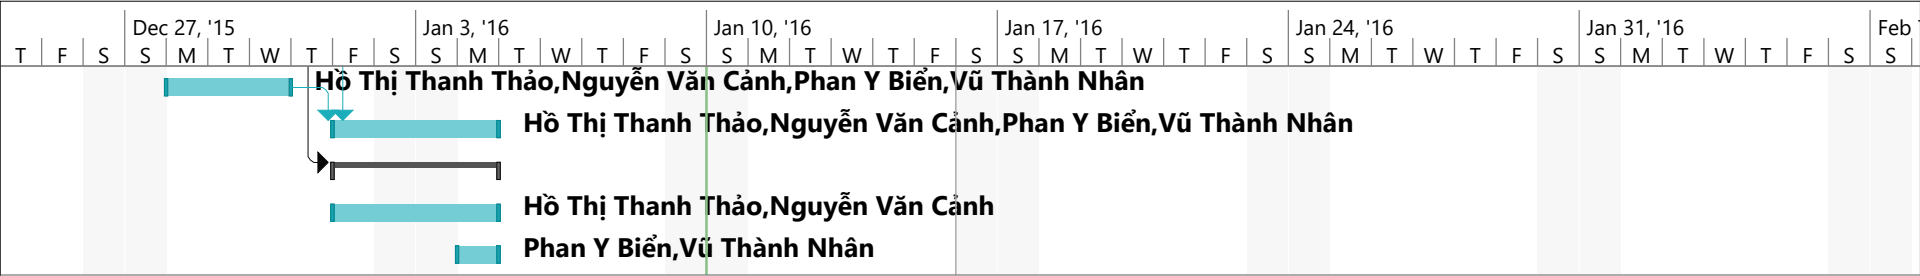 Dec 27, '15 Jan 3, '16 Jan 10, '16 Jan 17, '16 Jan 24, '16 Jan 31, '16 Feb
T F S S M T W T F S S M T W T F S S M T W T F S S M T W T F S S M T W T F S S M T W T F S S
Hồ Thị Thanh Thảo,Nguyễn Văn Cảnh,Phan Y Biển,Vũ Thành Nhân
Hồ Thị Thanh Thảo,Nguyễn Văn Cảnh,Phan Y Biển,Vũ Thành Nhân
Hồ Thị Thanh Thảo,Nguyễn Văn Cảnh
Phan Y Biển,Vũ Thành Nhân